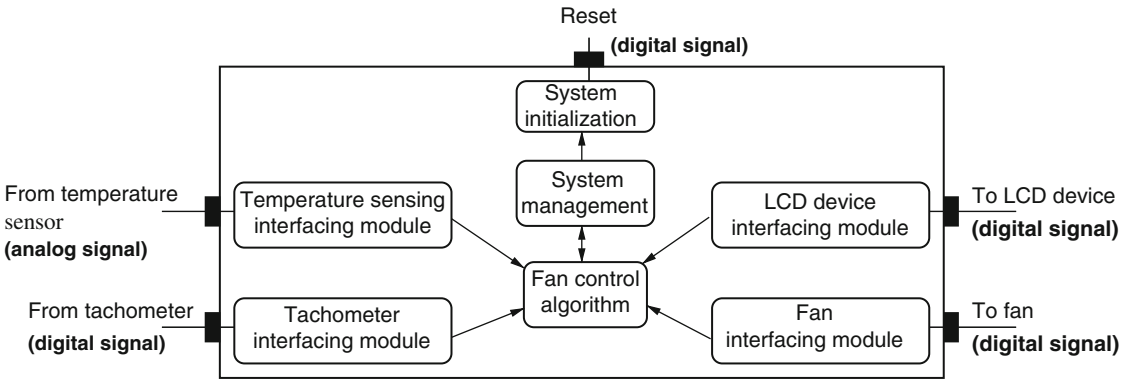 Reset
(digital signal)
System
initialization
System
management
From temperature
sensor
(analog signal)
Temperature sensing
interfacing module
LCD device
interfacing module
To LCD device
(digital signal)
Fan control
algorithm
From tachometer
(digital signal)
Tachometer
interfacing module
Fan
interfacing module
To fan
(digital signal)